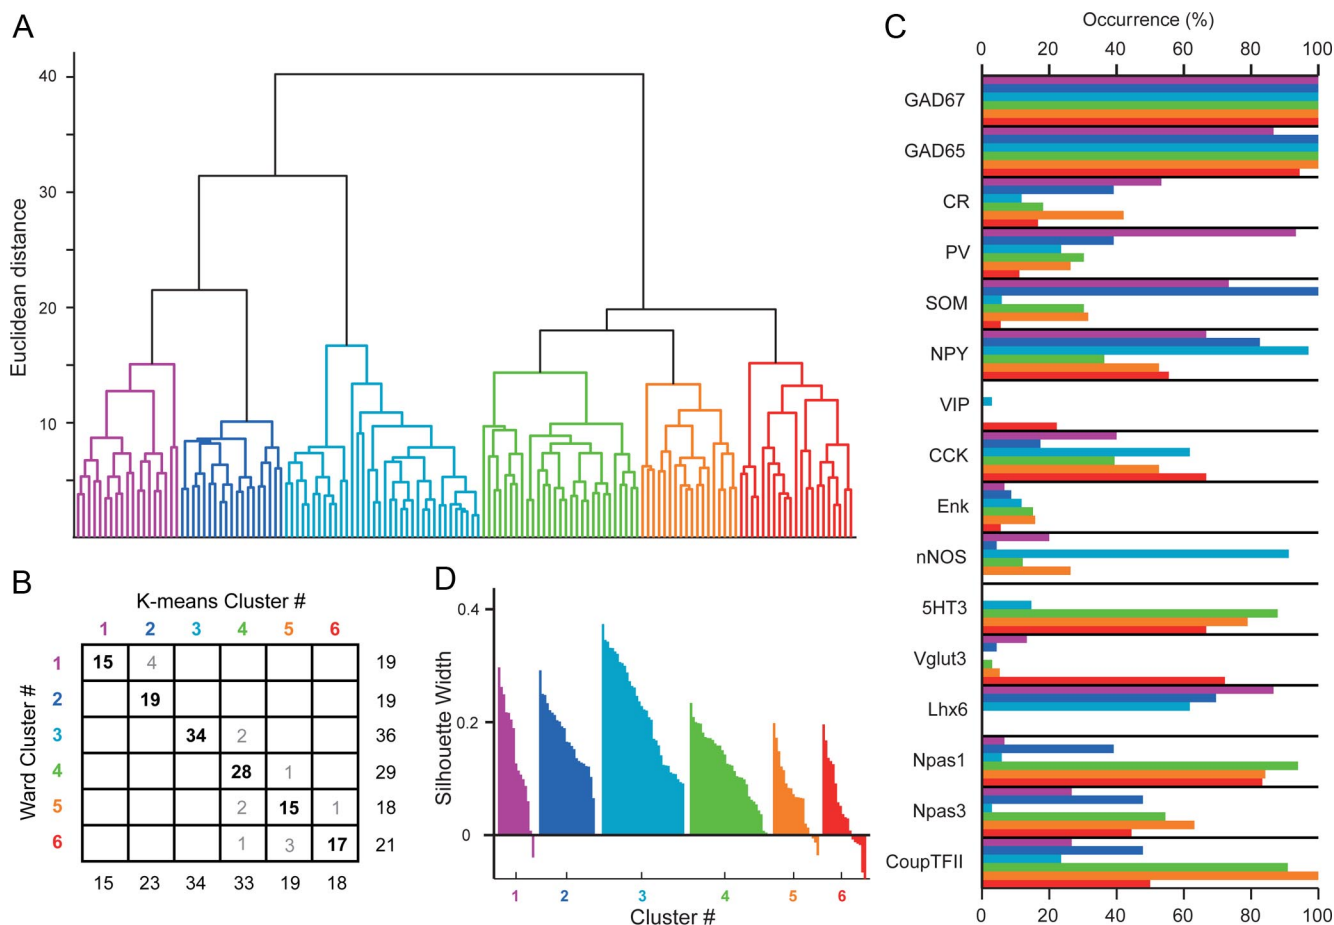 A
40
30
20
10
Euclidean distance
B
K-means Cluster #
1 2 3 4 5 6
Ward Cluster #
1 15 4 19
2 19 19
3 34 2 36
4 28 1 29
5 2 15 1 18
6 1 3 17 21
15 23 34 33 19 18
D
0.4
0.2
0
Silhouette Width
1 2 3 4 5 6
Cluster #
C
Occurrence (%)
0 20 40 60 80 100
GAD67
GAD65
CR
PV
SOM
NPY
VIP
CCK
Enk
nNOS
5HT3
Vglut3
Lhx6
Npas1
Npas3
CoupTFII
0 20 40 60 80 100